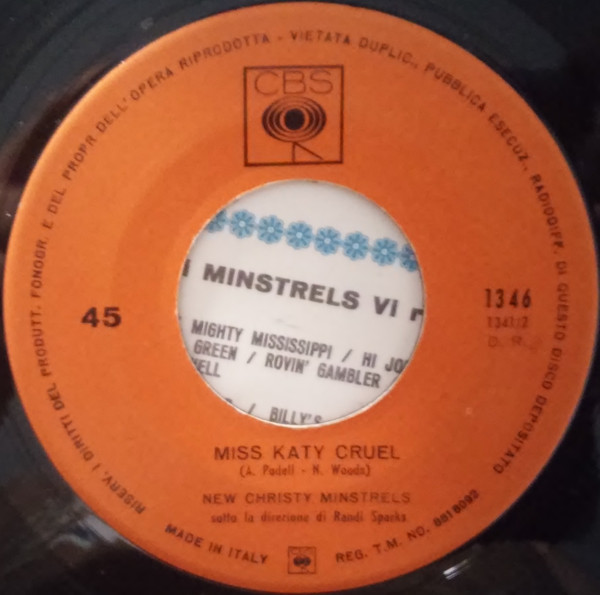 RISERV. I DIRITTI DEL PRODUTT. FONOGR. E DEL PROPR. DELL' OPERA RIPRODOTTA - VIETATA DUPLIC., PUBBLICA ESECUZ., RADIODIFF. DI QUESTO DISCO DEPOSITATO
CBS
45
1346
MINSTRELS VI
MIGHTY MISSISSIPPI / HI JO
GREEN / ROVIN' GAMBLER
/ BILLY'S
MISS KATY CRUEL
(A. Podell - N. Woods)
NEW CHRISTY MINSTRELS
sotto la direzione di Randi Sparks
MADE IN ITALY
CBS
REG. T.M. NO.